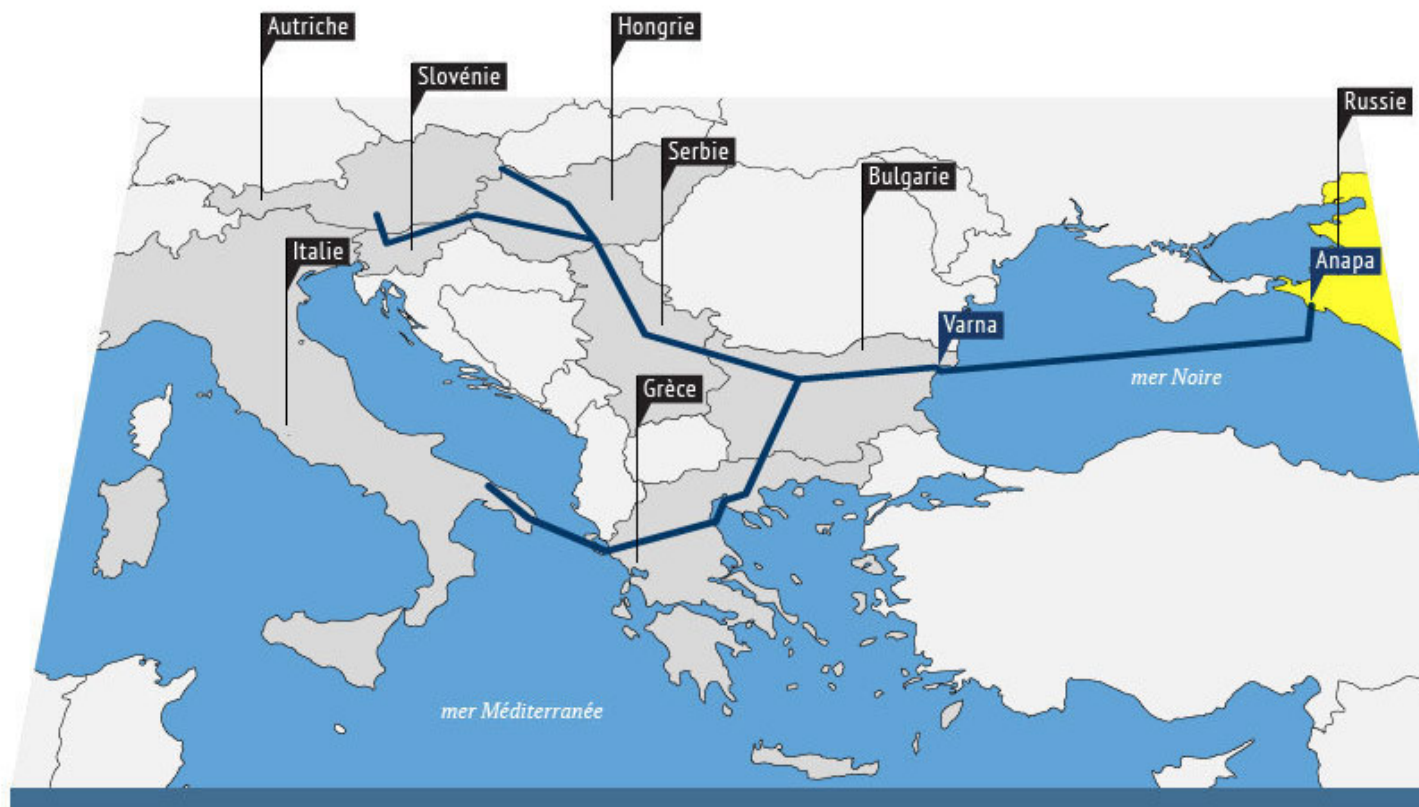 Autriche
Hongrie
Slovénie
Russie
Serbie
Bulgarie
Italie
Anapa
Varna
mer Noire
Grèce
mer Méditerranée